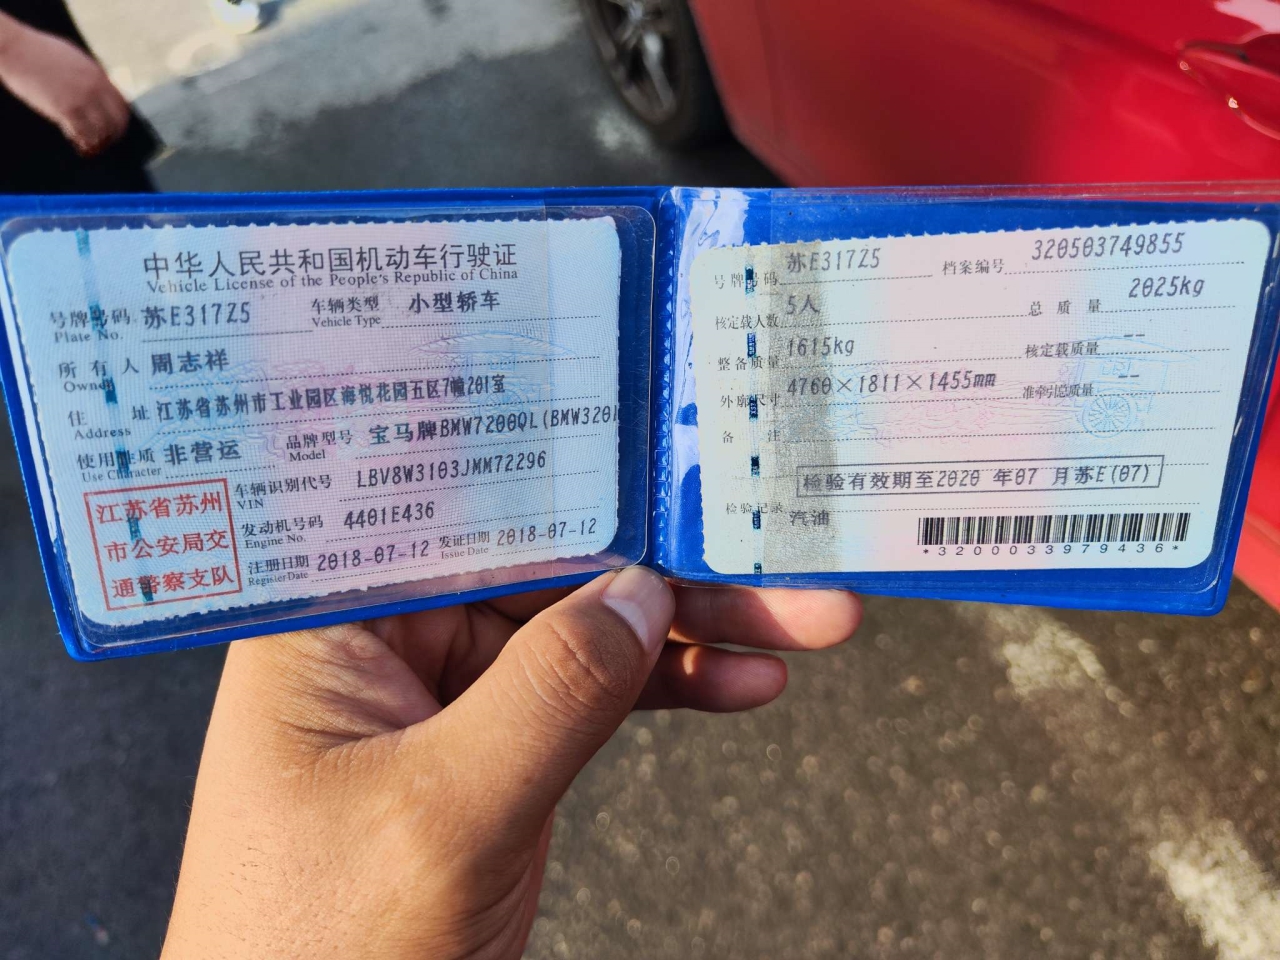 中华人民共和国机动车行驶证
Vehicle License of the People's Republic of China
号牌号码 苏E317Z5 车辆类型 小型轿车
Plate No. Vehicle Type
所有人 周志祥
Owner
住址 江苏省苏州市工业园区海悦花园五区7幢201室
Address
使用性质 非营运 品牌型号 宝马牌BMW7200QL(BMW320l
Use Character Model
车辆识别代号 LBV8W3103JMM72296
VIN
发动机号码 4401E436
Engine No.
注册日期 2018-07-12 发证日期 2018-07-12
Register Date Issue Date
江苏省苏州
市公安局交
通警察支队
号牌号码 苏E317Z5 档案编号 320503749855
核定载人数 5人 总质量 2025kg
整备质量 1615kg 核定载质量 --
外廓尺寸 4760×1811×1455mm 准牵引总质量 --
备注
检验有效期至2020 年07 月苏E(07)
检验记录
汽油
*3200033979436*